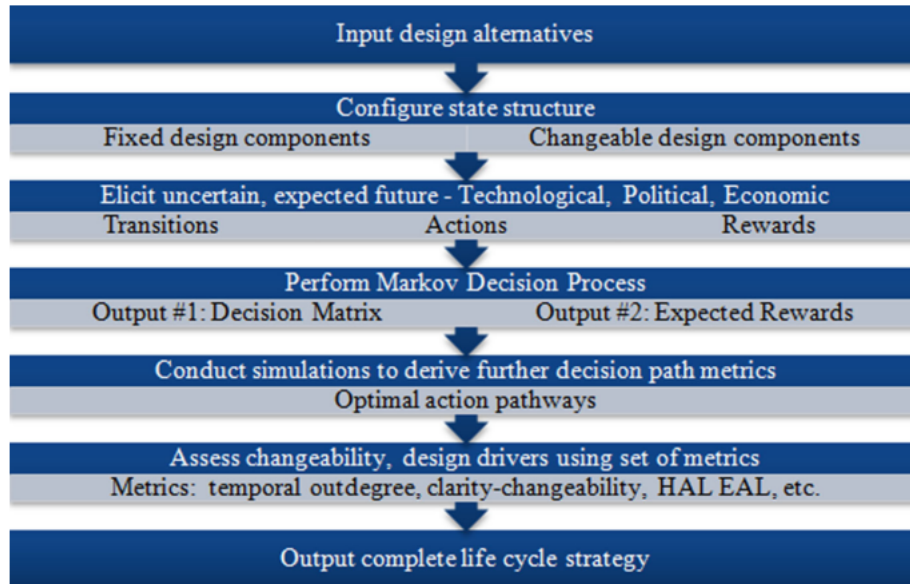 Input design alternatives
Configure state structure
Fixed design components Changeable design components
Elicit uncertain, expected future - Technological, Political, Economic
Transitions Actions Rewards
Perform Markov Decision Process
Output #1: Decision Matrix Output #2: Expected Rewards
Conduct simulations to derive further decision path metrics
Optimal action pathways
Assess changeability, design drivers using set of metrics
Metrics: temporal outdegree, clarity-changeability, HAL EAL, etc.
Output complete life cycle strategy